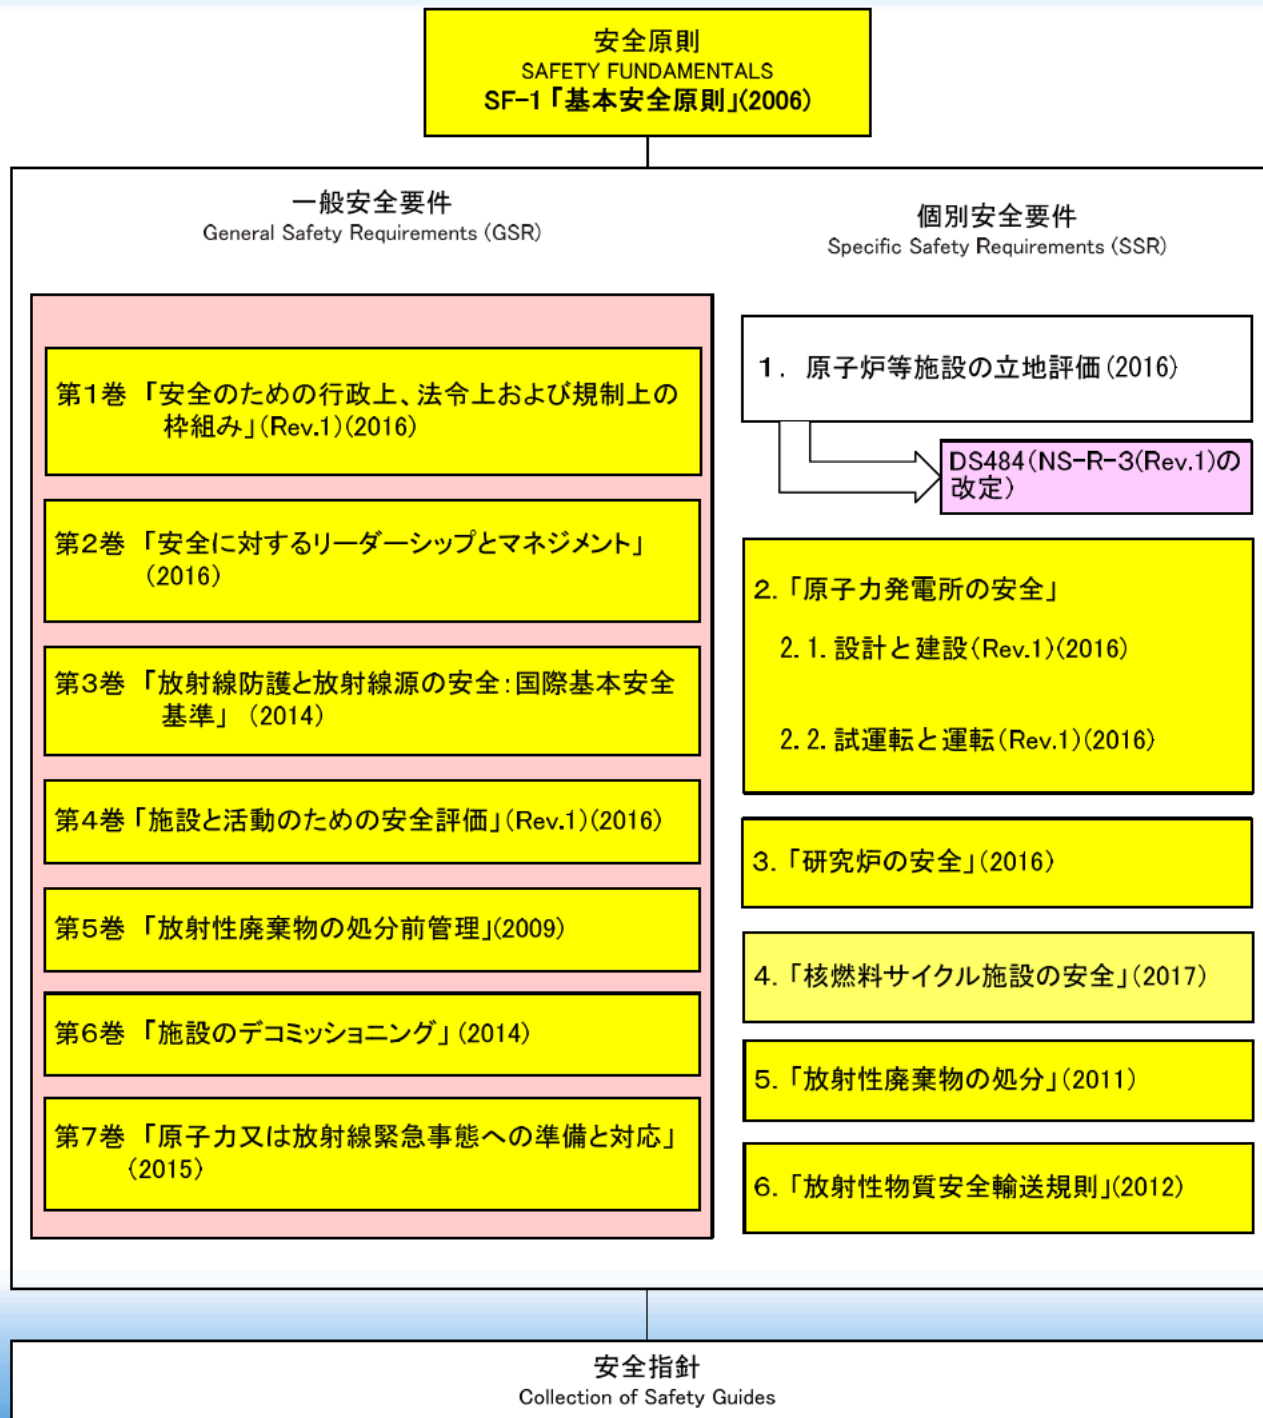 安全原則
SAFETY FUNDAMENTALS
SF-1「基本安全原則」(2006)
一般安全要件
General Safety Requirements (GSR)
第1巻 「安全のための行政上、法令上および規制上の
枠組み」(Rev.1)(2016)
第2巻 「安全に対するリーダーシップとマネジメント」
(2016)
第3巻 「放射線防護と放射線源の安全:国際基本安全
基準」 (2014)
第4巻「施設と活動のための安全評価」(Rev.1)(2016)
第5巻 「放射性廃棄物の処分前管理」(2009)
第6巻 「施設のデコミッショニング」(2014)
第7巻 「原子力又は放射線緊急事態への準備と対応」
(2015)
個別安全要件
Specific Safety Requirements (SSR)
1. 原子炉等施設の立地評価(2016)
DS484(NS-R-3(Rev.1)の
改定)
2.「原子力発電所の安全」
2.1.設計と建設(Rev.1)(2016)
2.2.試運転と運転(Rev.1)(2016)
3.「研究炉の安全」(2016)
4.「核燃料サイクル施設の安全」(2017)
5.「放射性廃棄物の処分」(2011)
6.「放射性物質安全輸送規則」(2012)
安全指針
Collection of Safety Guides